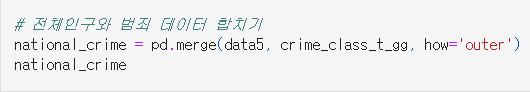 # 전체인구와 범죄 데이터 합치기
national_crime = pd.merge(data5, crime_class_t_gg, how='outer')
national_crime